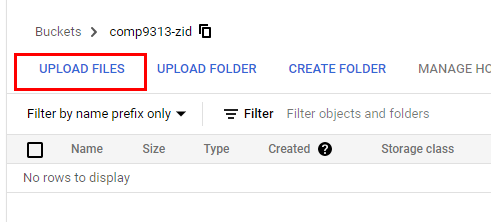 Buckets > comp9313-zid
UPLOAD FILES UPLOAD FOLDER CREATE FOLDER MANAGE HO
Filter by name prefix only Filter Filter objects and folders
Name Size Type Created ? Storage class
No rows to display